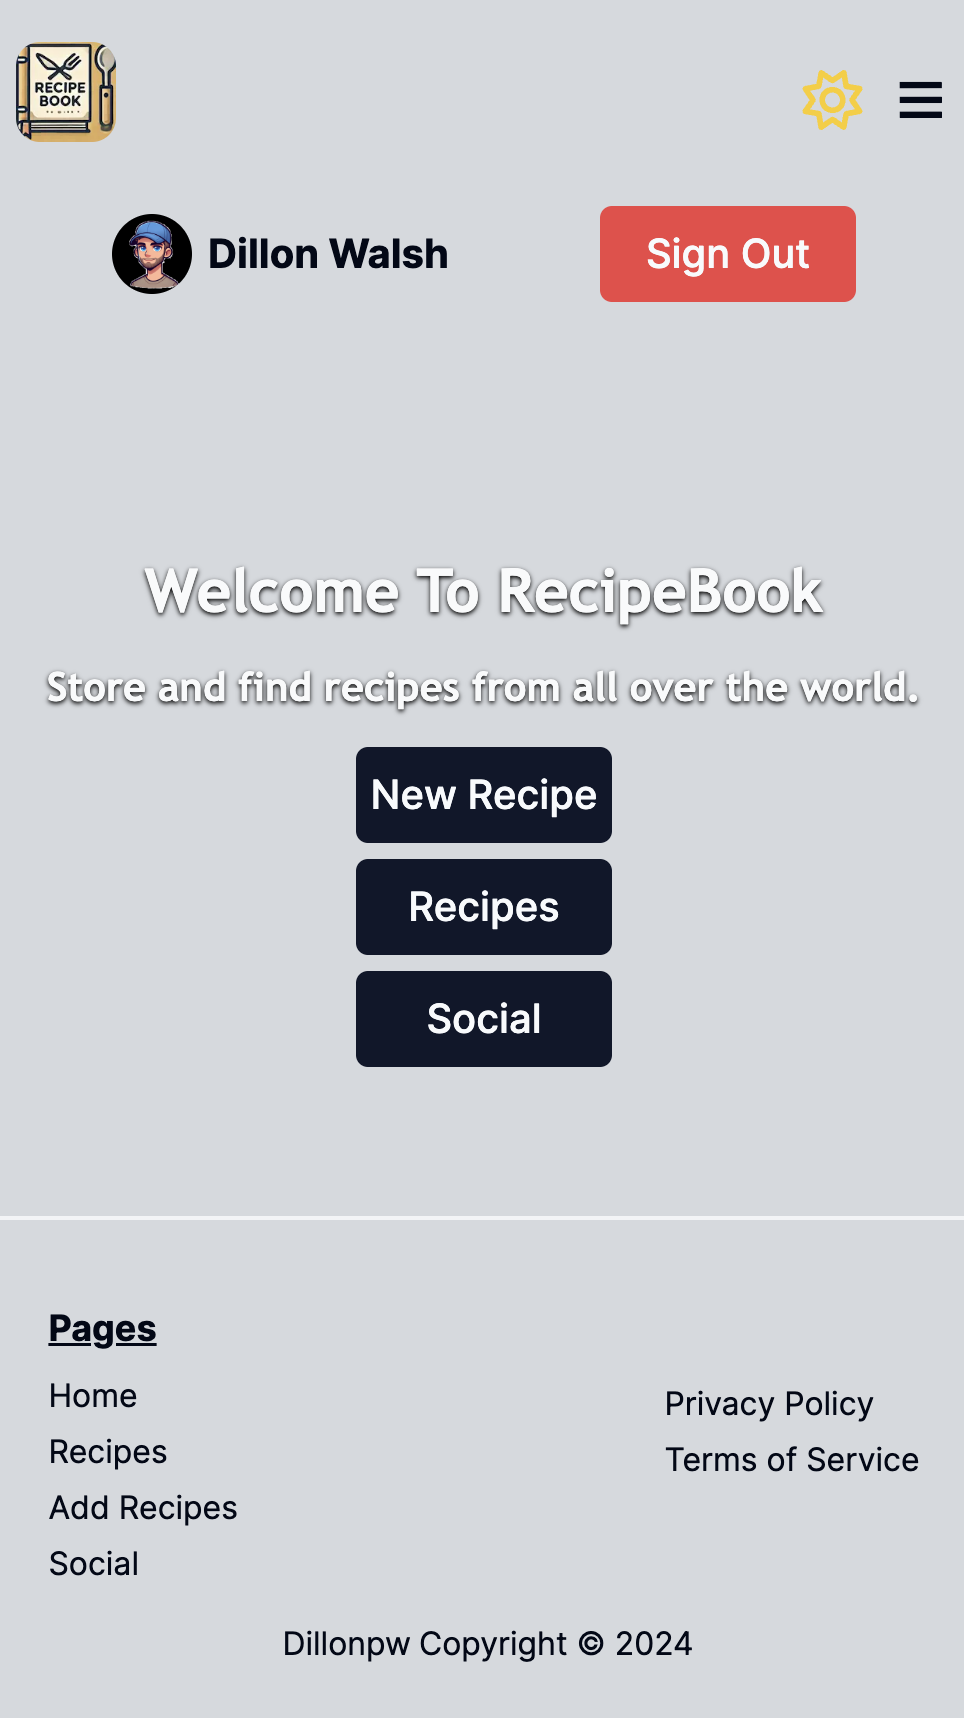 RECIPE
BOOK
Dillon Walsh
Sign Out
Welcome To RecipeBook
Store and find recipes from all over the world.
New Recipe
Recipes
Social
Pages
Home
Recipes
Add Recipes
Social
Privacy Policy
Terms of Service
Dillonpw Copyright © 2024